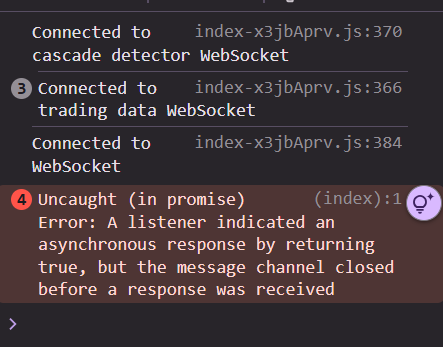 Connected to index-x3jbAprv.js:370
cascade detector WebSocket
3 Connected to index-x3jbAprv.js:366
trading data WebSocket
Connected to index-x3jbAprv.js:384
WebSocket
4 Uncaught (in promise) (index):1
Error: A listener indicated an
asynchronous response by returning
true, but the message channel closed
before a response was received
>